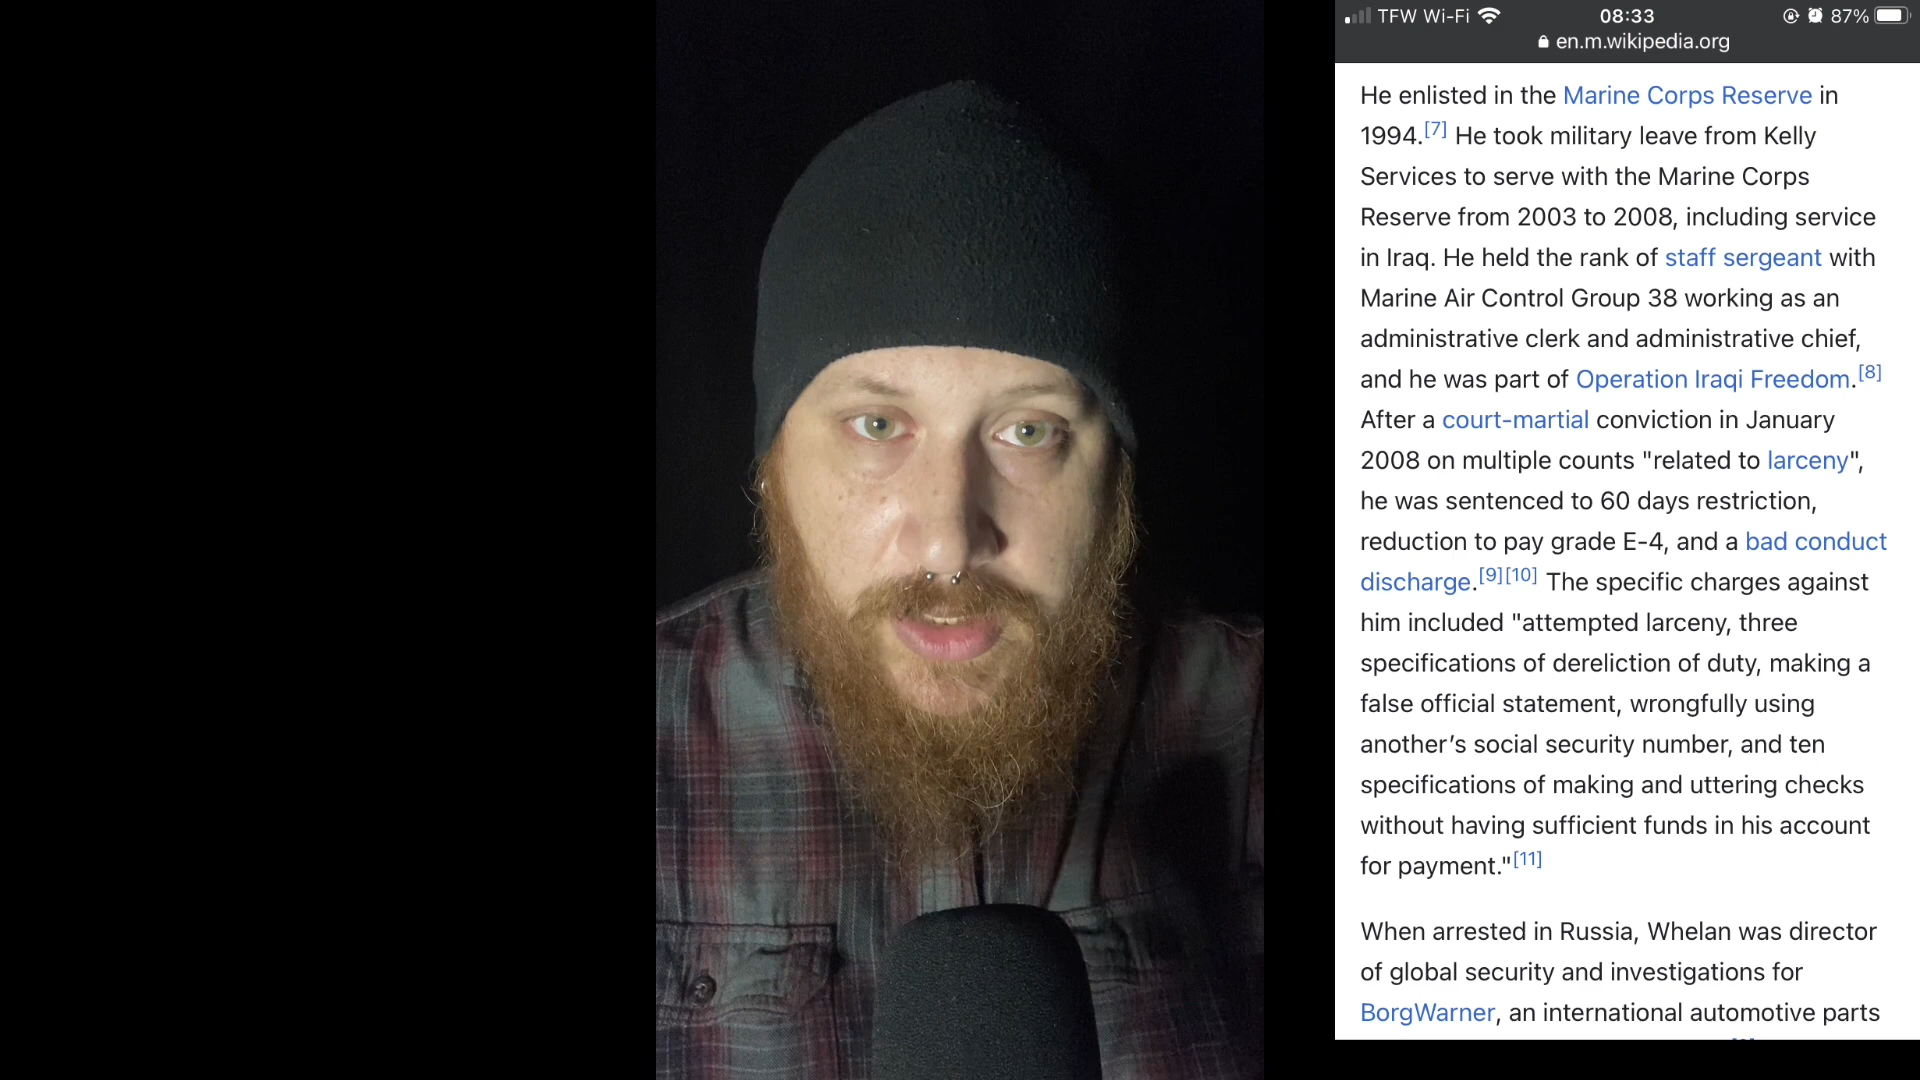 TFW Wi-Fi 08:33 87%
en.m.wikipedia.org
He enlisted in the Marine Corps Reserve in
1994.[7] He took military leave from Kelly
Services to serve with the Marine Corps
Reserve from 2003 to 2008, including service
in Iraq. He held the rank of staff sergeant with
Marine Air Control Group 38 working as an
administrative clerk and administrative chief,
and he was part of Operation Iraqi Freedom.[8]
After a court-martial conviction in January
2008 on multiple counts "related to larceny",
he was sentenced to 60 days restriction,
reduction to pay grade E-4, and a bad conduct
discharge.[9][10] The specific charges against
him included "attempted larceny, three
specifications of dereliction of duty, making a
false official statement, wrongfully using
another’s social security number, and ten
specifications of making and uttering checks
without having sufficient funds in his account
for payment."[11]
When arrested in Russia, Whelan was director
of global security and investigations for
BorgWarner, an international automotive parts